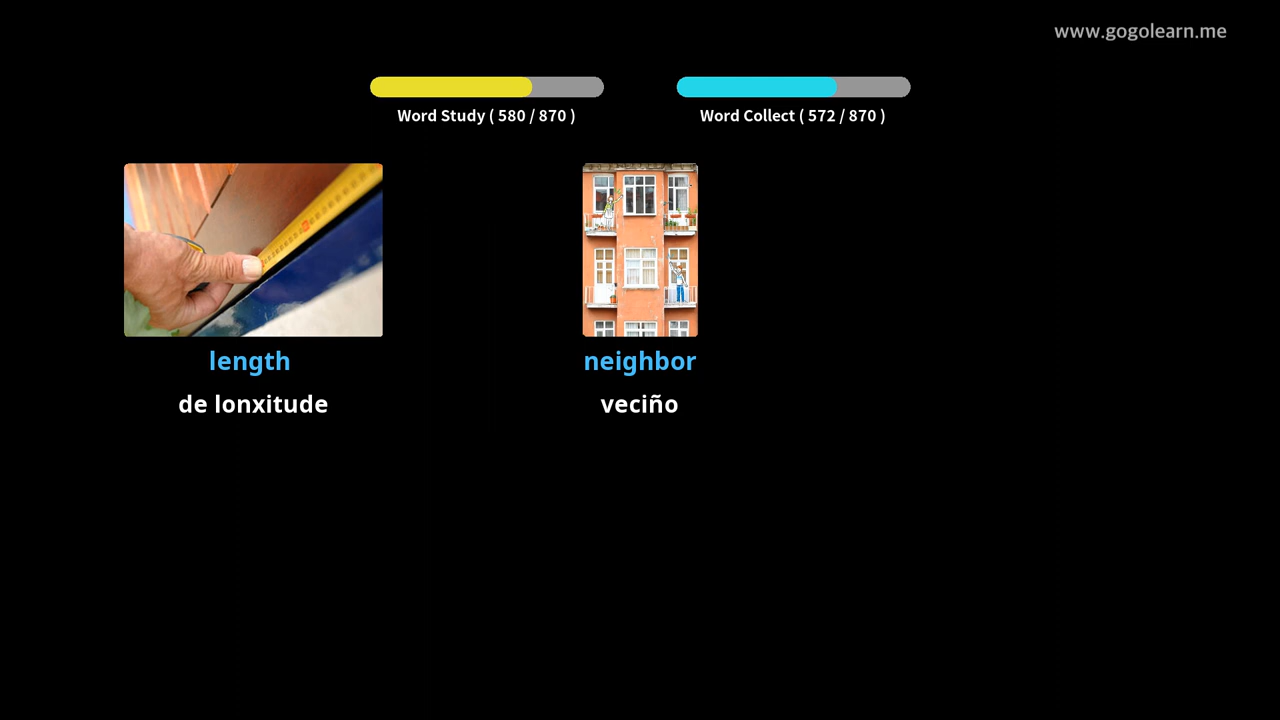 www.gogolearn.me
Word Study ( 580 / 870 )
Word Collect ( 572 / 870 )
length
de lonxitude
neighbor
veciño